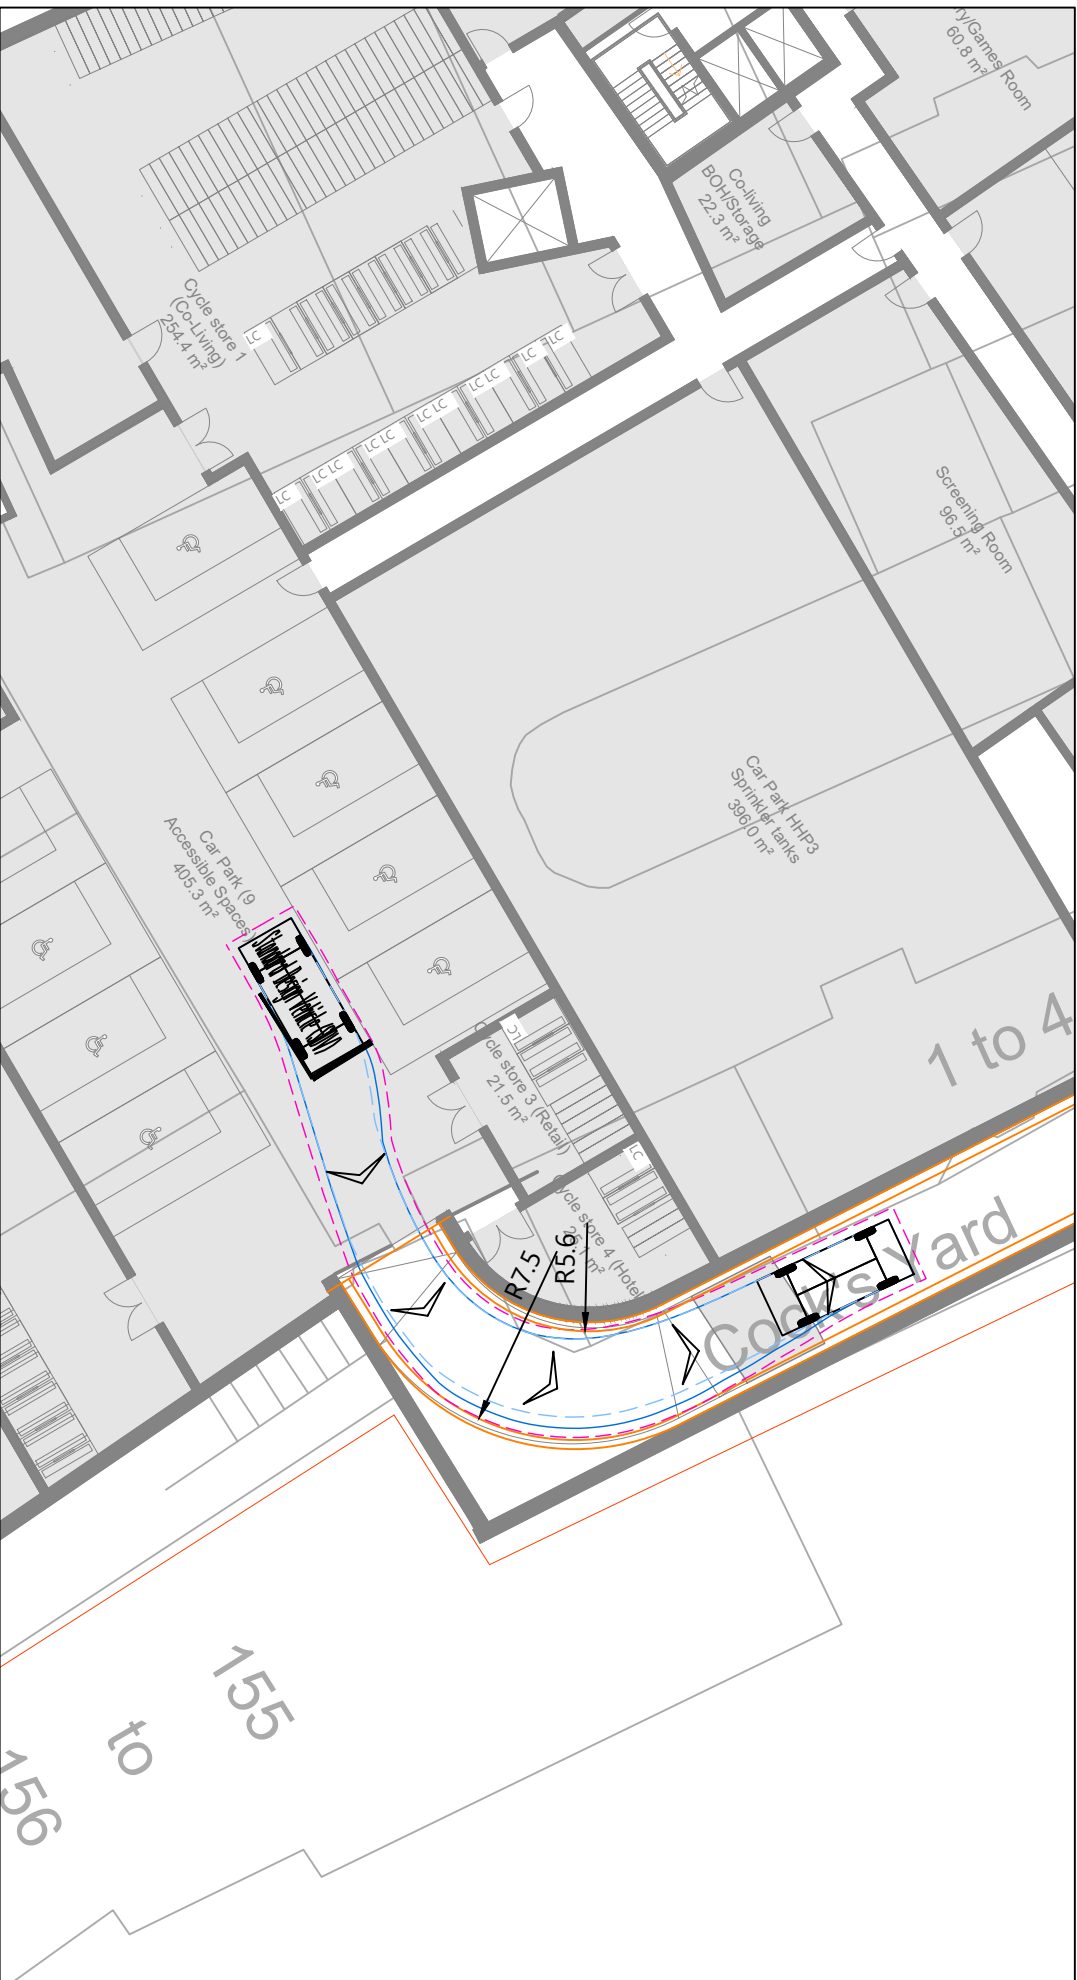 ry/Games Room
60.8 m²
Co-living
BOH/Storage
22.3 m²
Cycle store 1
(Co-Living)
254.4 m²
LC
LC
LC
LC
LC
LC
LC
LC
LC
LC
LC
LC
Screening Room
96.5 m²
Car Park HHP3
Sprinkler tanks
396.0 m²
Car Park (9
Accessible Spaces
405.3 m²
LC
Cycle store 3 (Retail)
21.5 m²
LC
Cycle store 4 (Hotel
m²
R7.5
R5.6
1 to 4
Cock's Yard
155
to
156